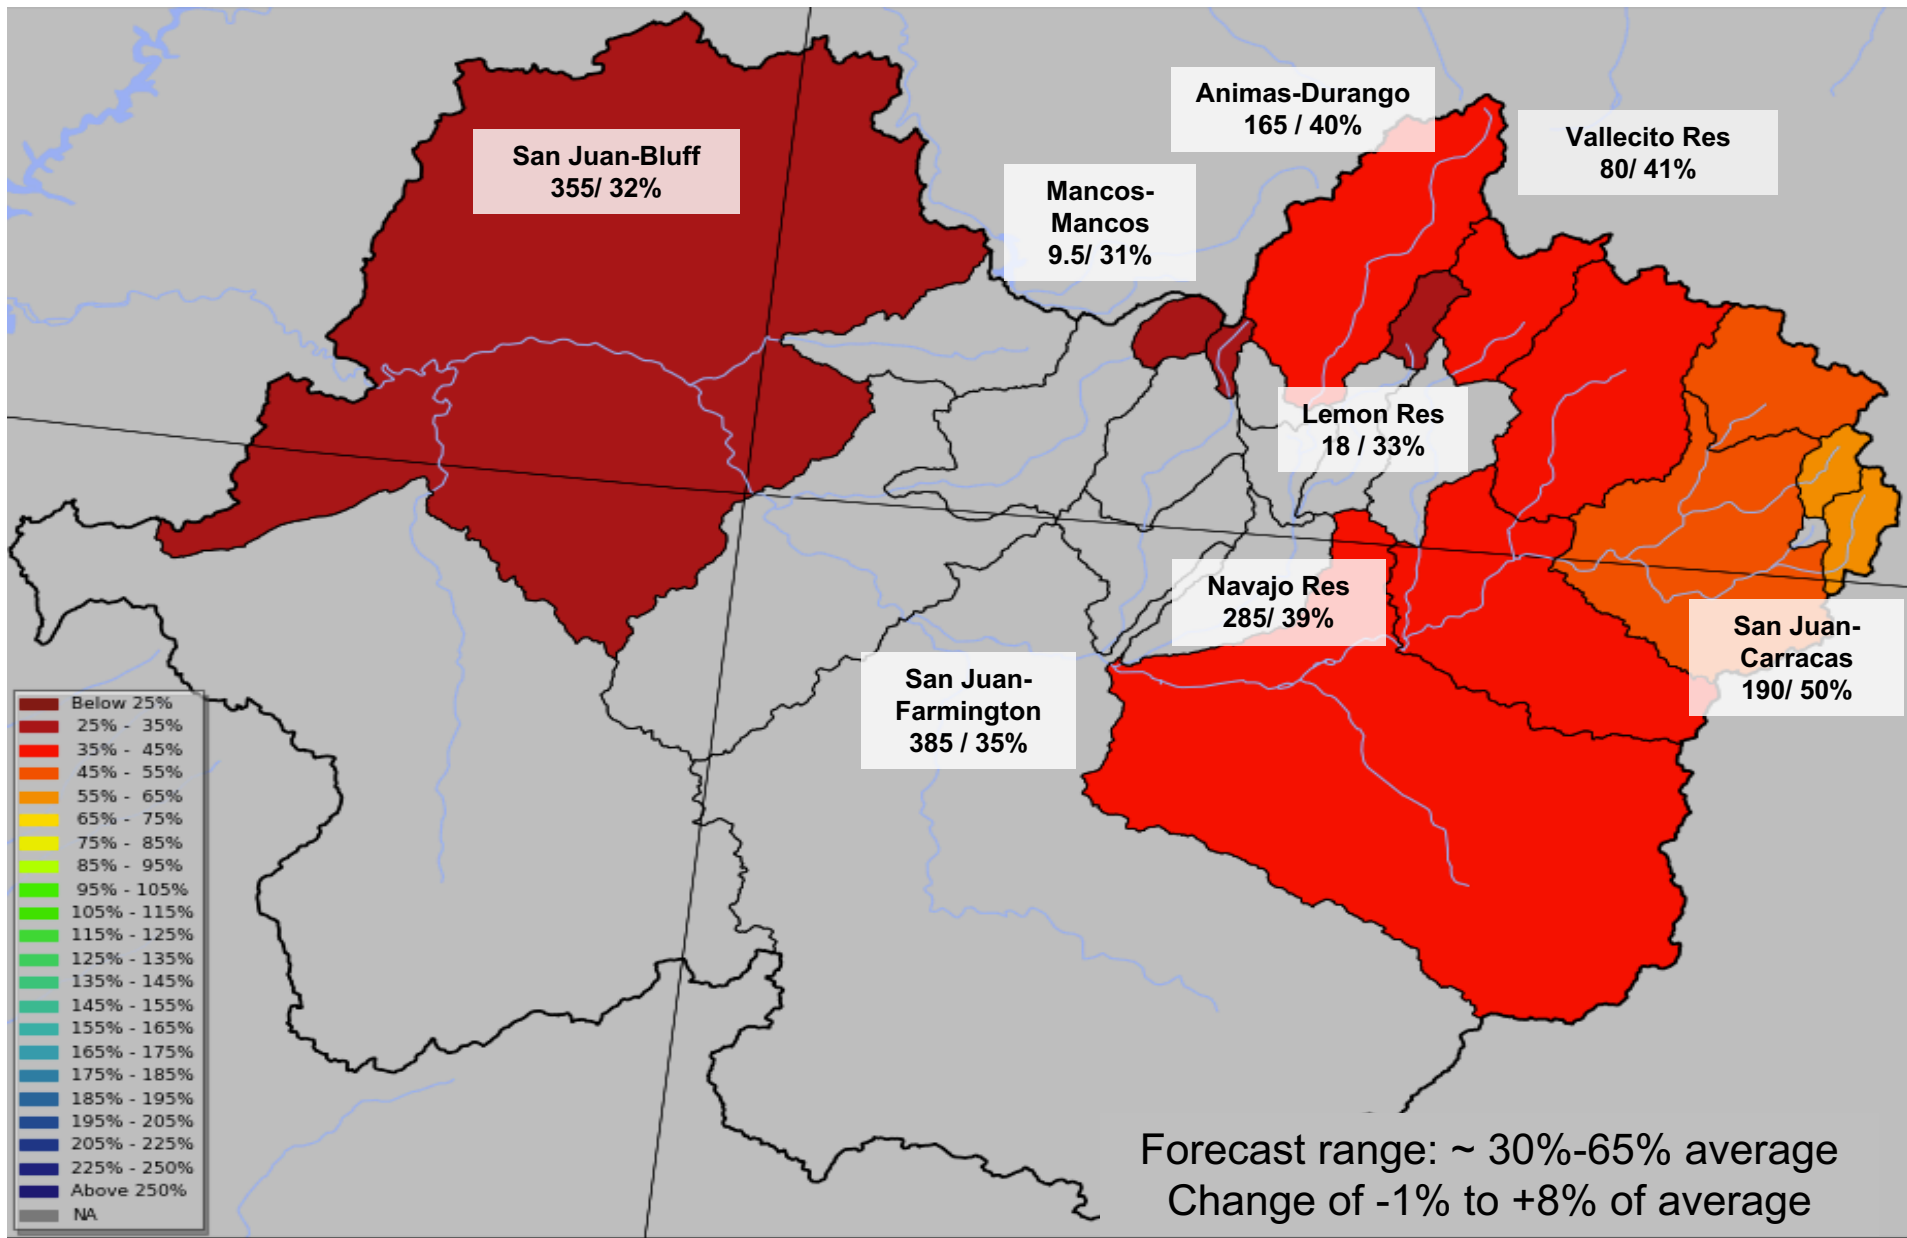 Animas-Durango
165 / 40%
Vallecito Res
80/ 41%
San Juan-Bluff
355/ 32%
Mancos-
Mancos
9.5/ 31%
Lemon Res
18 / 33%
Navajo Res
285/ 39%
San Juan-
Carracas
190/ 50%
San Juan-
Farmington
385 / 35%
Below 25%
25% - 35%
35% - 45%
45% - 55%
55% - 65%
65% - 75%
75% - 85%
85% - 95%
95% - 105%
105% - 115%
115% - 125%
125% - 135%
135% - 145%
145% - 155%
155% - 165%
165% - 175%
175% - 185%
185% - 195%
195% - 205%
205% - 225%
225% - 250%
Above 250%
NA
Forecast range: ~ 30%-65% average
Change of -1% to +8% of average